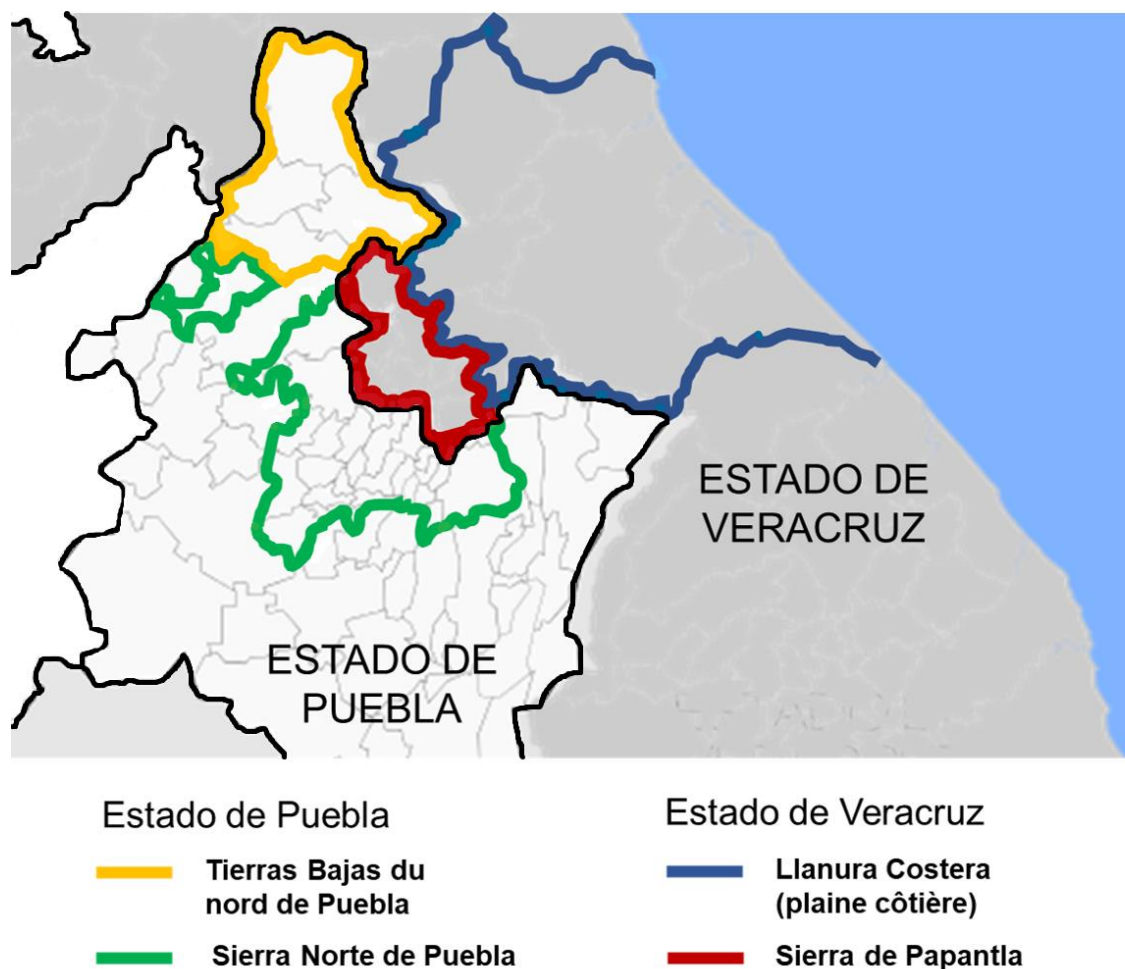 ESTADO DE
VERACRUZ
ESTADO DE
PUEBLA
Estado de Puebla
Tierras Bajas du
nord de Puebla
Sierra Norte de Puebla
Estado de Veracruz
Llanura Costera
(plaine côtière)
Sierra de Papantla